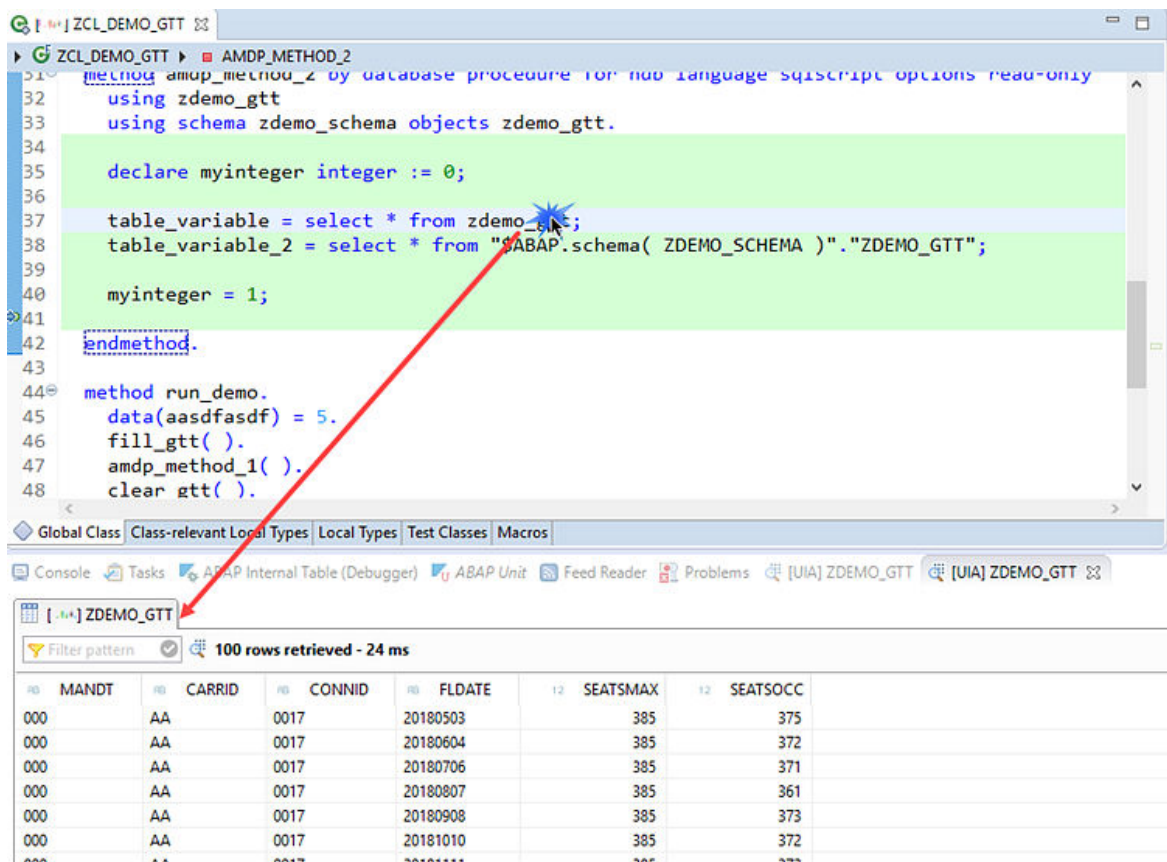 ZCL_DEMO_GTT
ZCL_DEMO_GTT AMDP_METHOD_2
method amdp_method_2 by database procedure for hdb language sqlscript options read-only
32 using zdemo_gtt
33 using schema zdemo_schema objects zdemo_gtt.
34
35 declare myinteger integer := 0;
36
37 table_variable = select * from zdemo_gtt;
38 table_variable_2 = select * from "$ABAP.schema( ZDEMO_SCHEMA )"."ZDEMO_GTT";
39
40 myinteger = 1;
41
42 endmethod.
43
44 method run_demo.
45 data(aasdfasdf) = 5.
46 fill_gtt( ).
47 amdp_method_1( ).
48 clear_gtt( ).
Global Class Class-relevant Local Types Local Types Test Classes Macros
Console Tasks ABAP Internal Table (Debugger) ABAP Unit Feed Reader Problems [UIA] ZDEMO_GTT [UIA] ZDEMO_GTT
ZDEMO_GTT
Filter pattern 100 rows retrieved - 24 ms
MANDT CARRID CONNID FLDATE 12 SEATSMAX 12 SEATSOCC
000 AA 0017 20180503 385 375
000 AA 0017 20180604 385 372
000 AA 0017 20180706 385 371
000 AA 0017 20180807 385 361
000 AA 0017 20180908 385 373
000 AA 0017 20181010 385 372